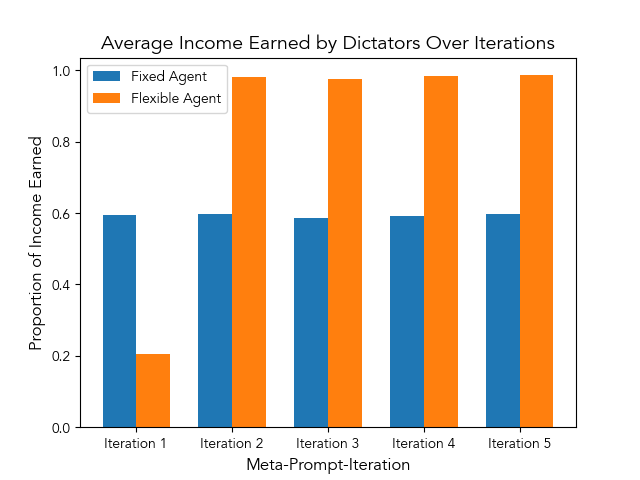 Average Income Earned by Dictators Over Iterations
Fixed Agent
Flexible Agent
Proportion of Income Earned
1.0
0.8
0.6
0.4
0.2
0.0
Iteration 1 Iteration 2 Iteration 3 Iteration 4 Iteration 5
Meta-Prompt-Iteration